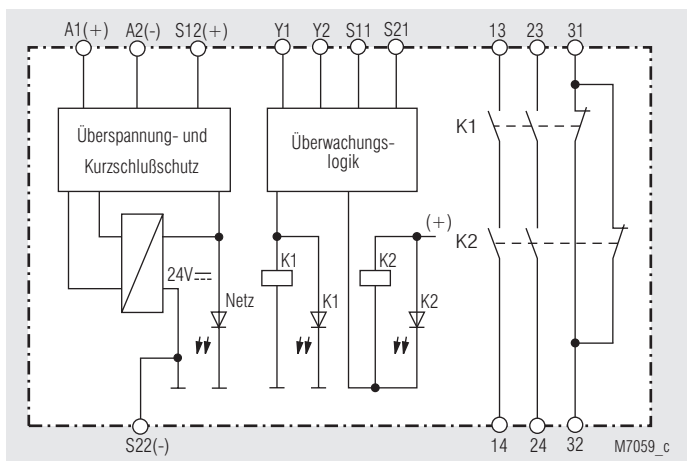 A1(+) A2(-) S12(+) Y1 Y2 S11 S21 13 23 31
Überspannung- und
Kurzschlußschutz
Überwachungs-
logik
K1
(+)
K2
24V
K1
K2
Netz
K1
K2
S22(-)
14 24 32
M7059_c